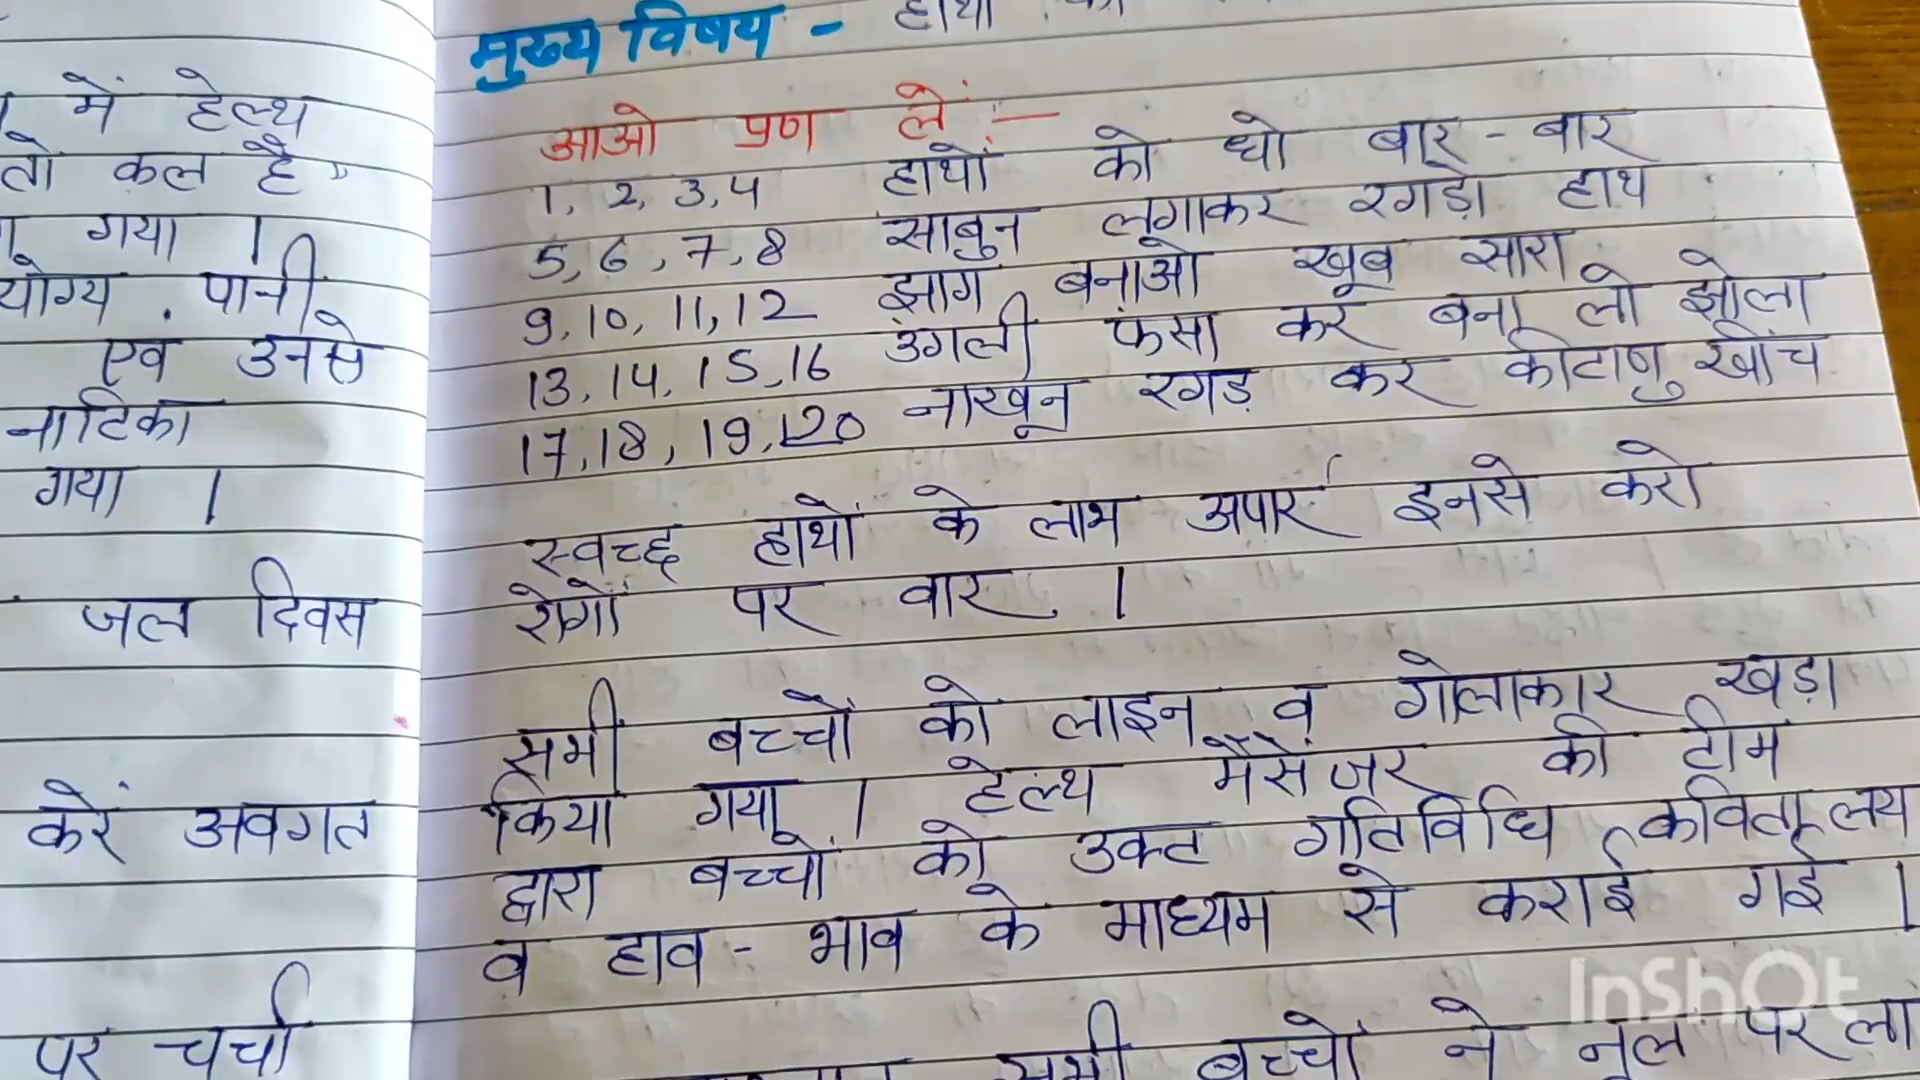 में हेल्थ
तो कल है"
गया ।
योग्य पानी
एवं उनसे
नाटिका
गया ।
जल दिवस
करें अवगत
पर चर्चा
मुख्य विषय - हाथों
आओ प्रण लें :-
1, 2, 3, 4 हाथों को धो बार - बार
5, 6, 7, 8 साबुन लगाकर रगड़ो हाथ
9, 10, 11, 12 झाग बनाओ खूब सारा
13, 14, 15, 16 उंगली फंसा कर बना लो झोला
17, 18, 19, 20 नाखून रगड़ कर कीटाणु खींच
स्वच्छ हाथों के लाभ अपार इनसे करो
रोगों पर वार ।
सभी बच्चों को लाइन व गोलाकार खड़ा
किया गया । हेल्थ मैसेंजर की टीम
द्वारा बच्चों को उक्त गतिविधि कविता, लय
व हाव - भाव के माध्यम से कराई गई ।
सभी बच्चों ने नल पर ला
InShOt